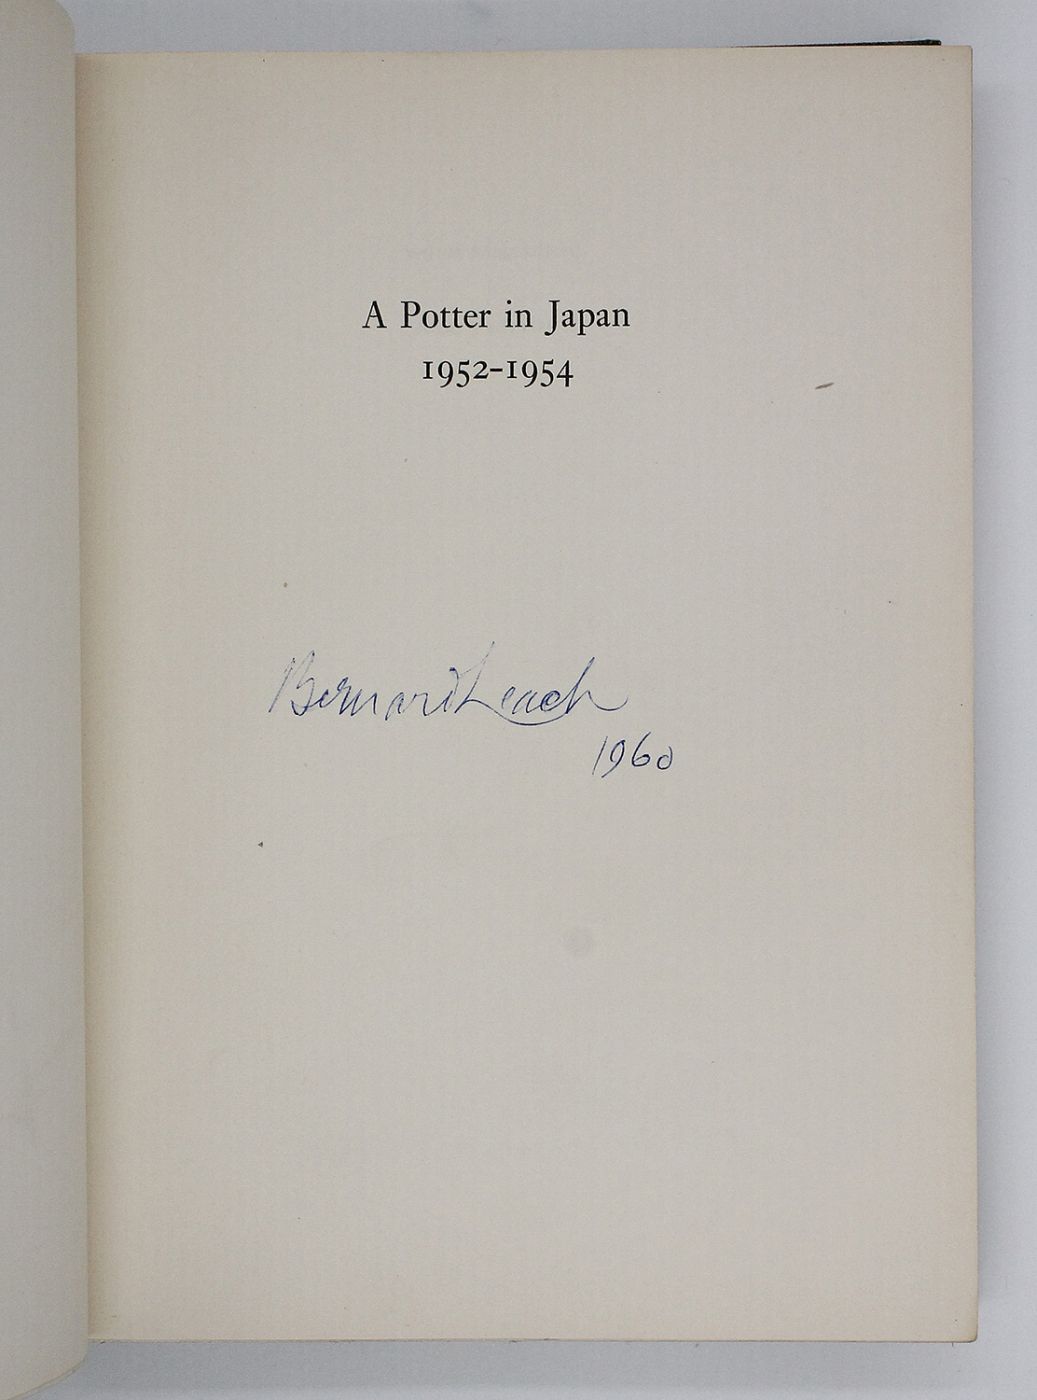 A Potter in Japan
1952-1954
Bernard Leach
1960